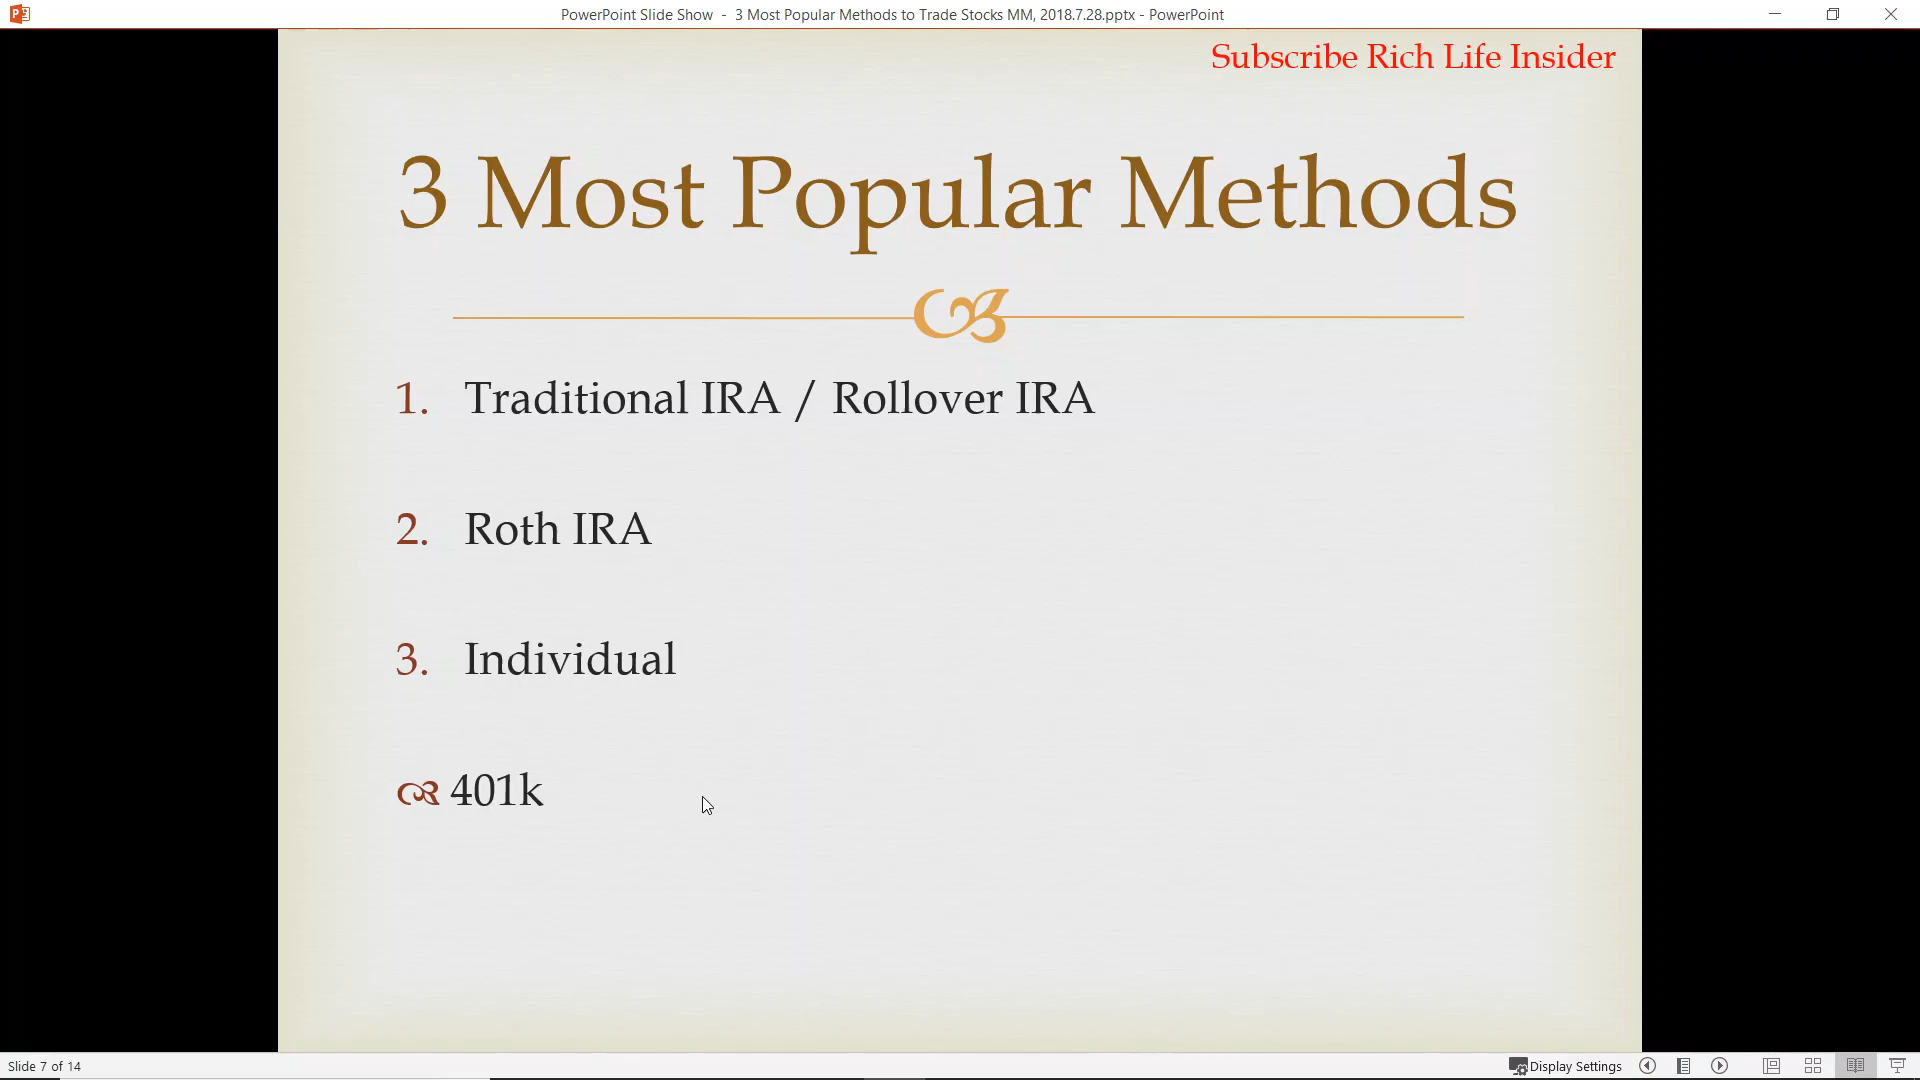 PowerPoint Slide Show - 3 Most Popular Methods to Trade Stocks MM, 2018.7.28.pptx - PowerPoint
Subscribe Rich Life Insider
3 Most Popular Methods
1. Traditional IRA / Rollover IRA
2. Roth IRA
3. Individual
401k
Slide 7 of 14
Display Settings